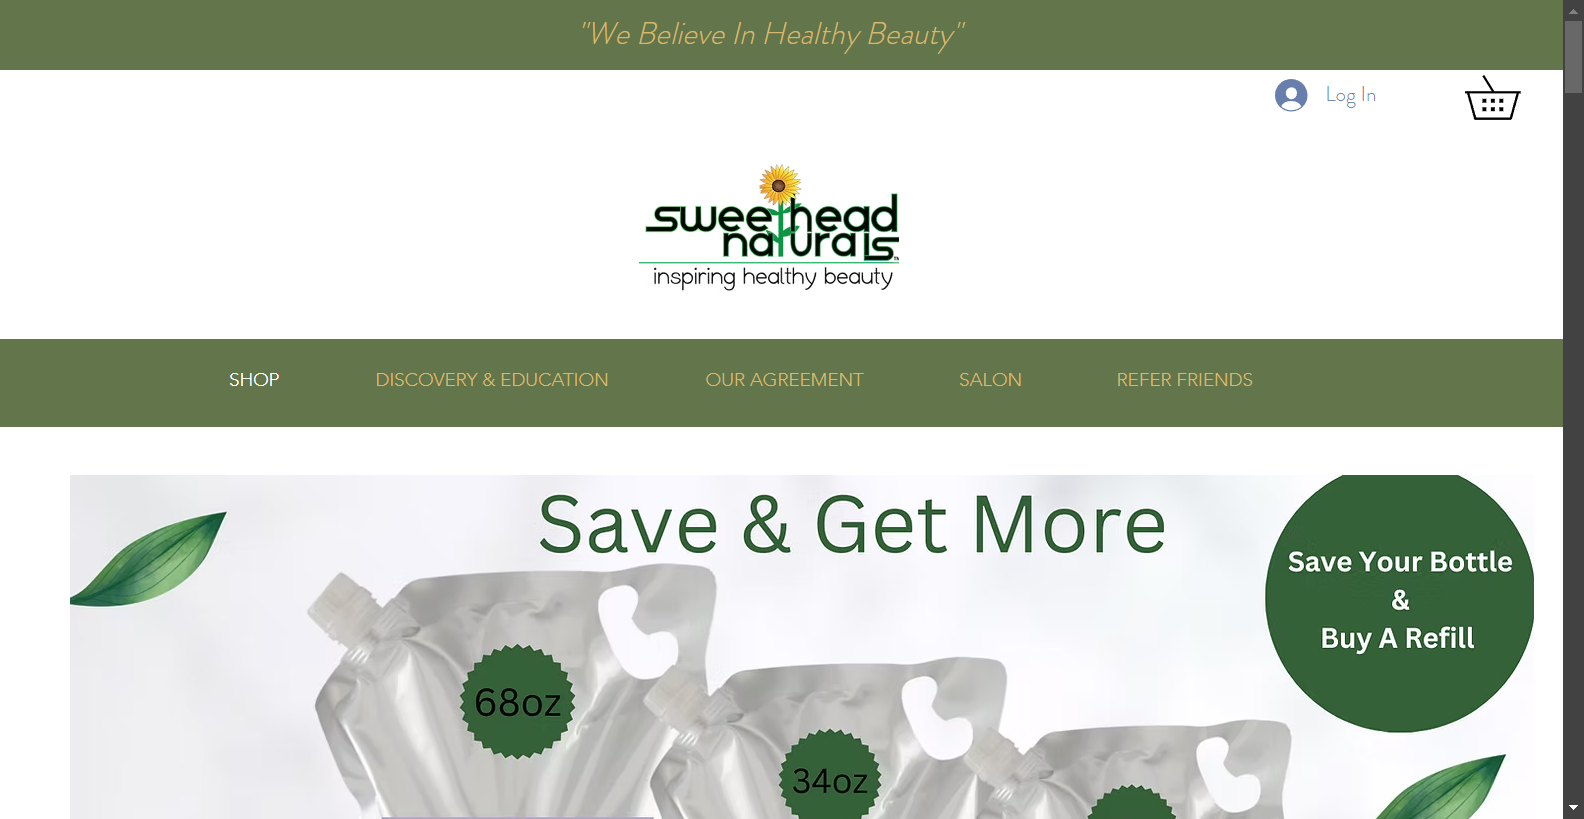 "We Believe In Healthy Beauty"
Log In
sweethead
naturals
TM
inspiring healthy beauty
SHOP
DISCOVERY & EDUCATION
OUR AGREEMENT
SALON
REFER FRIENDS
Save & Get More
Save Your Bottle
&
Buy A Refill
68oz
34oz